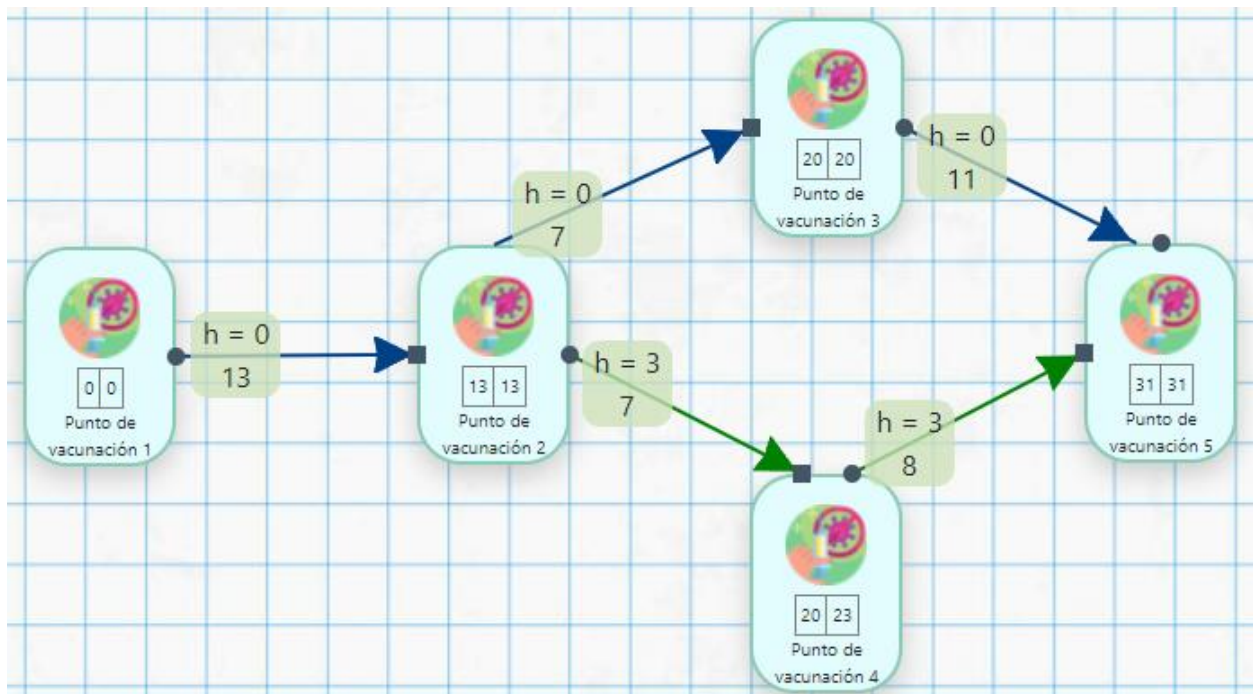 h = 0
13
0 0
Punto de
vacunación 1
13 13
Punto de
vacunación 2
h = 0
7
h = 3
7
20 20
Punto de
vacunación 3
h = 0
11
20 23
Punto de
vacunación 4
h = 3
8
31 31
Punto de
vacunación 5